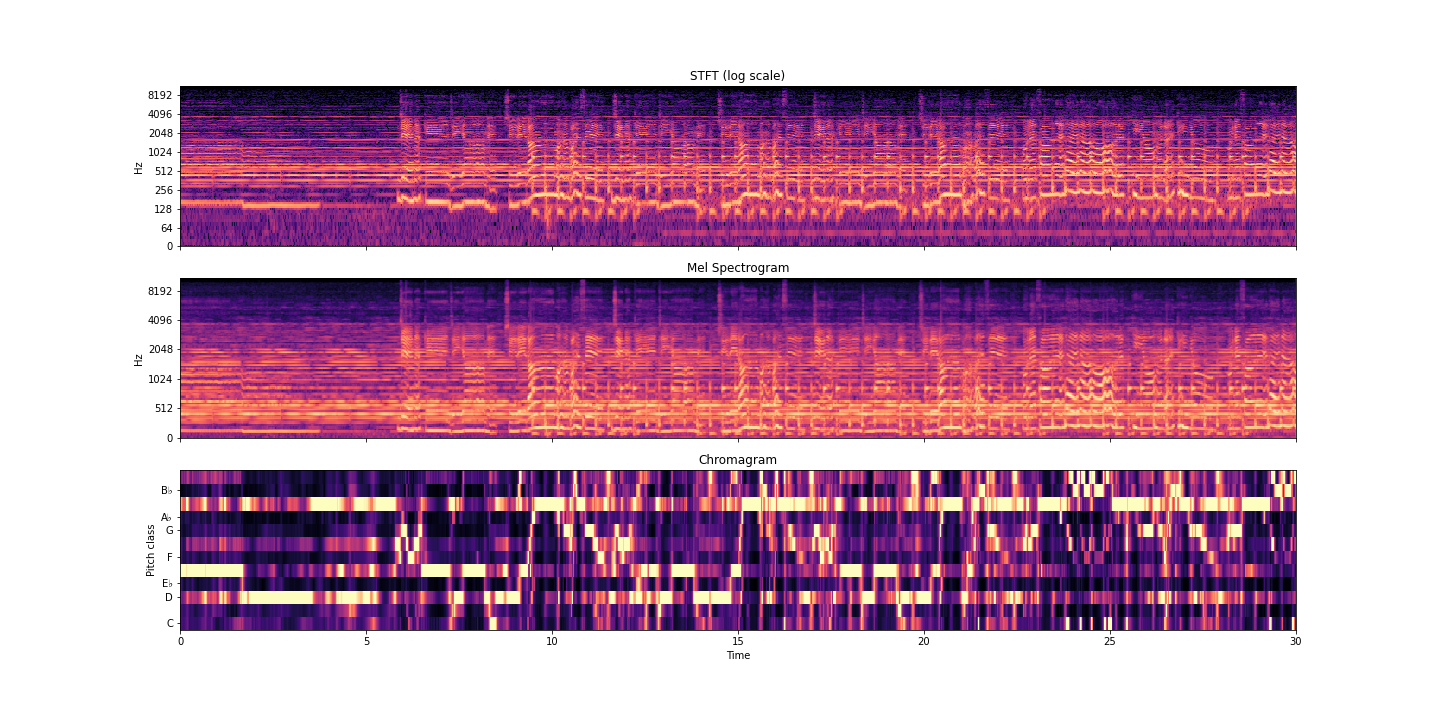 STFT (log scale)
8192
4096
2048
1024
512
256
128
64
0
Hz
Mel Spectrogram
8192
4096
2048
1024
512
0
Hz
Chromagram
B♭
A♭
G
F
E♭
D
C
Pitch class
0 5 10 15 20 25 30
Time